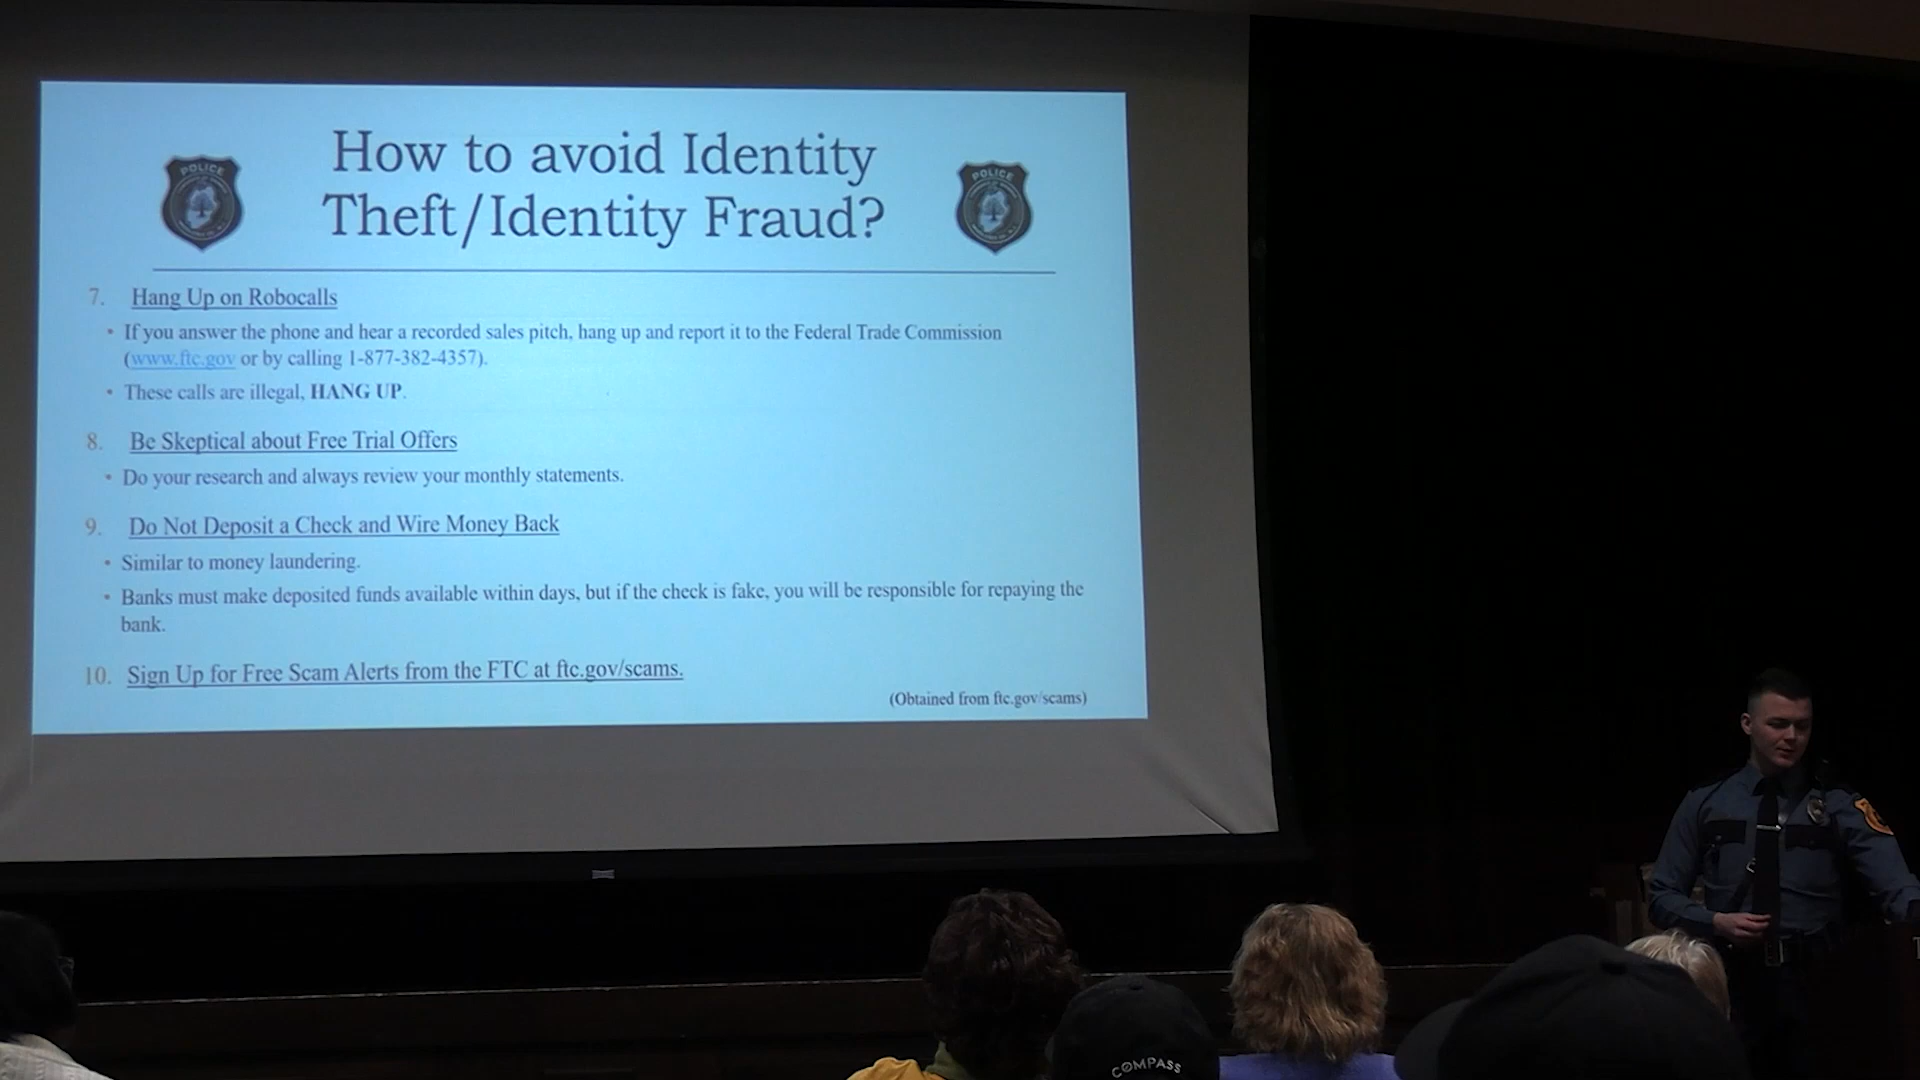 How to avoid Identity
Theft/Identity Fraud?
POLICE
POLICE
7. Hang Up on Robocalls
• If you answer the phone and hear a recorded sales pitch, hang up and report it to the Federal Trade Commission
(www.ftc.gov or by calling 1-877-382-4357).
• These calls are illegal, HANG UP.
8. Be Skeptical about Free Trial Offers
• Do your research and always review your monthly statements.
9. Do Not Deposit a Check and Wire Money Back
• Similar to money laundering.
• Banks must make deposited funds available within days, but if the check is fake, you will be responsible for repaying the
bank.
10. Sign Up for Free Scam Alerts from the FTC at ftc.gov/scams.
(Obtained from ftc.gov/scams)
COMPASS